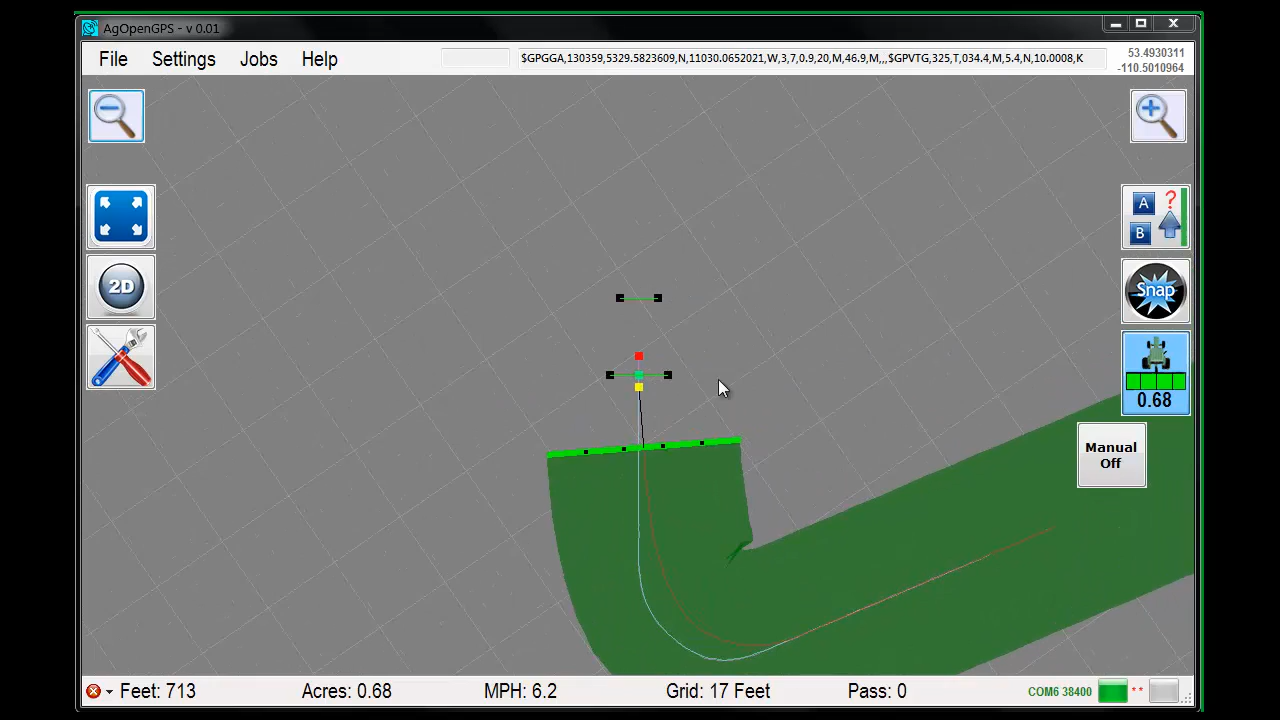 AgOpenGPS - v 0.01
File Settings Jobs Help
$GPGGA,130359,5329.5823609,N,11030.0652021,W,3,7,0.9,20,M,46.9,M,,,$GPVTG,325,T,034.4,M,5.4,N,10.0008,K
53.4930311
-110.5010964
A ?
B
2D
Snap
0.68
Manual
Off
Feet: 713 Acres: 0.68 MPH: 6.2 Grid: 17 Feet Pass: 0 COM6 38400 **